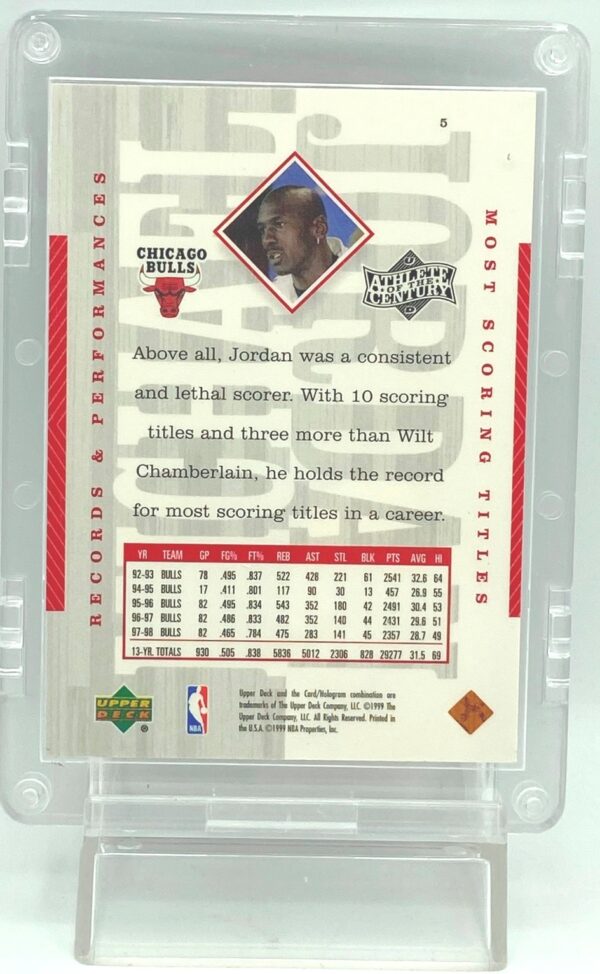 5
MICHAEL
JORDAN
RECORDS & PERFORMANCES
MOST SCORING TITLES
CHICAGO
BULLS
UD
ATHLETE
OF THE
CENTURY
Above all, Jordan was a consistent
and lethal scorer. With 10 scoring
titles and three more than Wilt
Chamberlain, he holds the record
for most scoring titles in a career.
YR TEAM GP FG% FT% REB AST STL BLK PTS AVG HI
92-93 BULLS 78 .495 .837 522 428 221 61 2541 32.6 64
94-95 BULLS 17 .411 .801 117 90 30 13 457 26.9 55
95-96 BULLS 82 .495 .834 543 352 180 42 2491 30.4 53
96-97 BULLS 82 .486 .833 482 352 140 44 2431 29.6 51
97-98 BULLS 82 .465 .784 475 283 141 45 2357 28.7 49
13-YR. TOTALS 930 .505 .838 5836 5012 2306 828 29277 31.5 69
UPPER
DECK
®
NBA
Upper Deck and the Card/Hologram combination are
trademarks of The Upper Deck Company, LLC. ©1999 The
Upper Deck Company, LLC. All Rights Reserved. Printed in
the U.S.A. ©1999 NBA Properties, Inc.